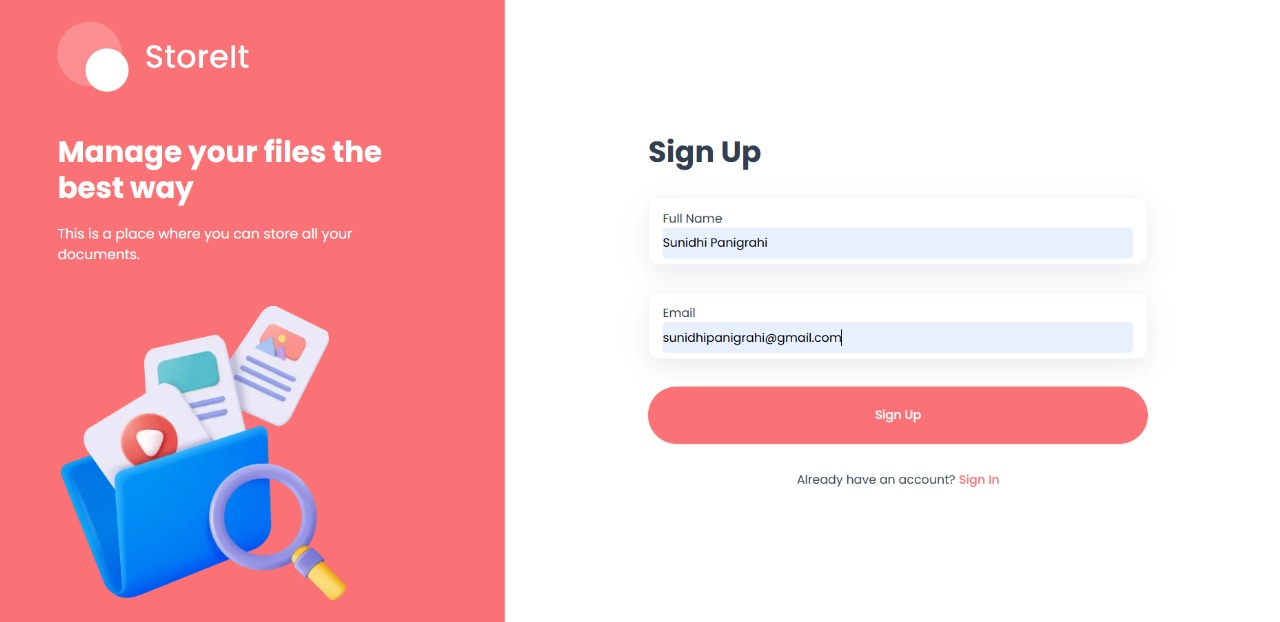 StoreIt
Manage your files the
best way
This is a place where you can store all your
documents.
Sign Up
Full Name
Sunidhi Panigrahi
Email
sunidhipanigrahi@gmail.com
Sign Up
Already have an account? Sign In